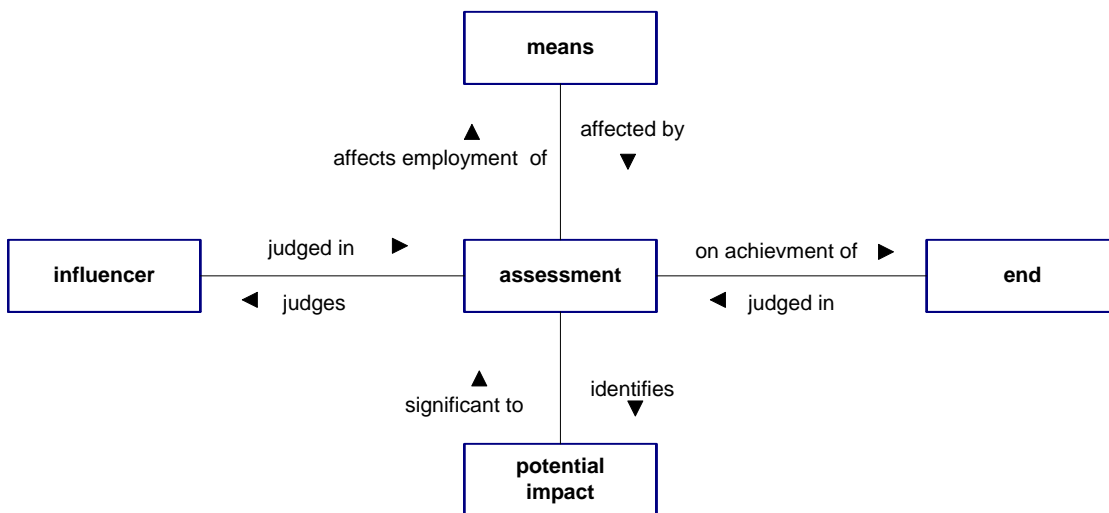 means
affected by
affects employment of
judged in
on achievment of
influencer
assessment
end
judges
judged in
identifies
significant to
potential
impact